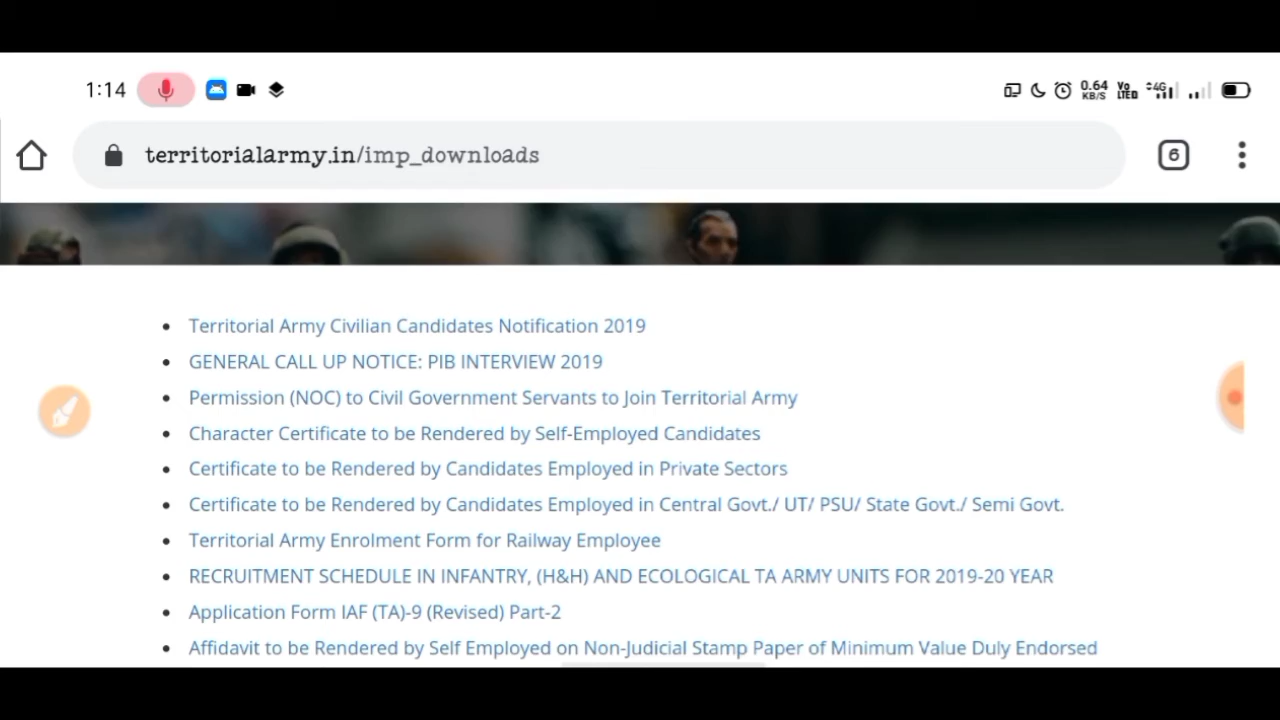 1:14
0.64 KB/S
Vo LTED
4G
territorialarmy.in/imp_downloads
6
Territorial Army Civilian Candidates Notification 2019
GENERAL CALL UP NOTICE: PIB INTERVIEW 2019
Permission (NOC) to Civil Government Servants to Join Territorial Army
Character Certificate to be Rendered by Self-Employed Candidates
Certificate to be Rendered by Candidates Employed in Private Sectors
Certificate to be Rendered by Candidates Employed in Central Govt./ UT/ PSU/ State Govt./ Semi Govt.
Territorial Army Enrolment Form for Railway Employee
RECRUITMENT SCHEDULE IN INFANTRY, (H&H) AND ECOLOGICAL TA ARMY UNITS FOR 2019-20 YEAR
Application Form IAF (TA)-9 (Revised) Part-2
Affidavit to be Rendered by Self Employed on Non-Judicial Stamp Paper of Minimum Value Duly Endorsed